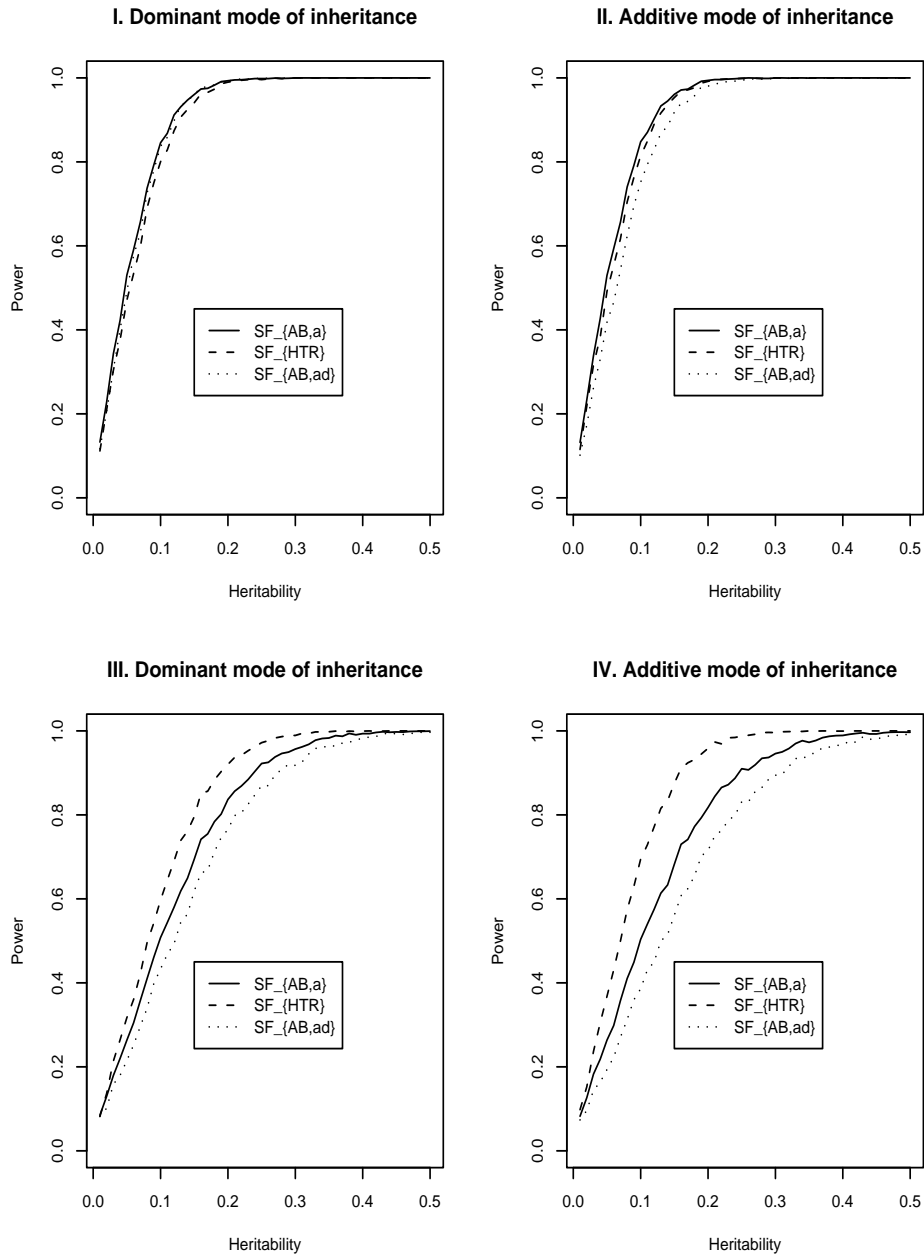 I. Dominant mode of inheritance
Power
1.0
0.8
0.6
0.4
0.2
0.0
SF_{AB,a}
SF_{HTR}
SF_{AB,ad}
0.0 0.1 0.2 0.3 0.4 0.5
Heritability
II. Additive mode of inheritance
Power
1.0
0.8
0.6
0.4
0.2
0.0
SF_{AB,a}
SF_{HTR}
SF_{AB,ad}
0.0 0.1 0.2 0.3 0.4 0.5
Heritability
III. Dominant mode of inheritance
Power
1.0
0.8
0.6
0.4
0.2
0.0
SF_{AB,a}
SF_{HTR}
SF_{AB,ad}
0.0 0.1 0.2 0.3 0.4 0.5
Heritability
IV. Additive mode of inheritance
Power
1.0
0.8
0.6
0.4
0.2
0.0
SF_{AB,a}
SF_{HTR}
SF_{AB,ad}
0.0 0.1 0.2 0.3 0.4 0.5
Heritability